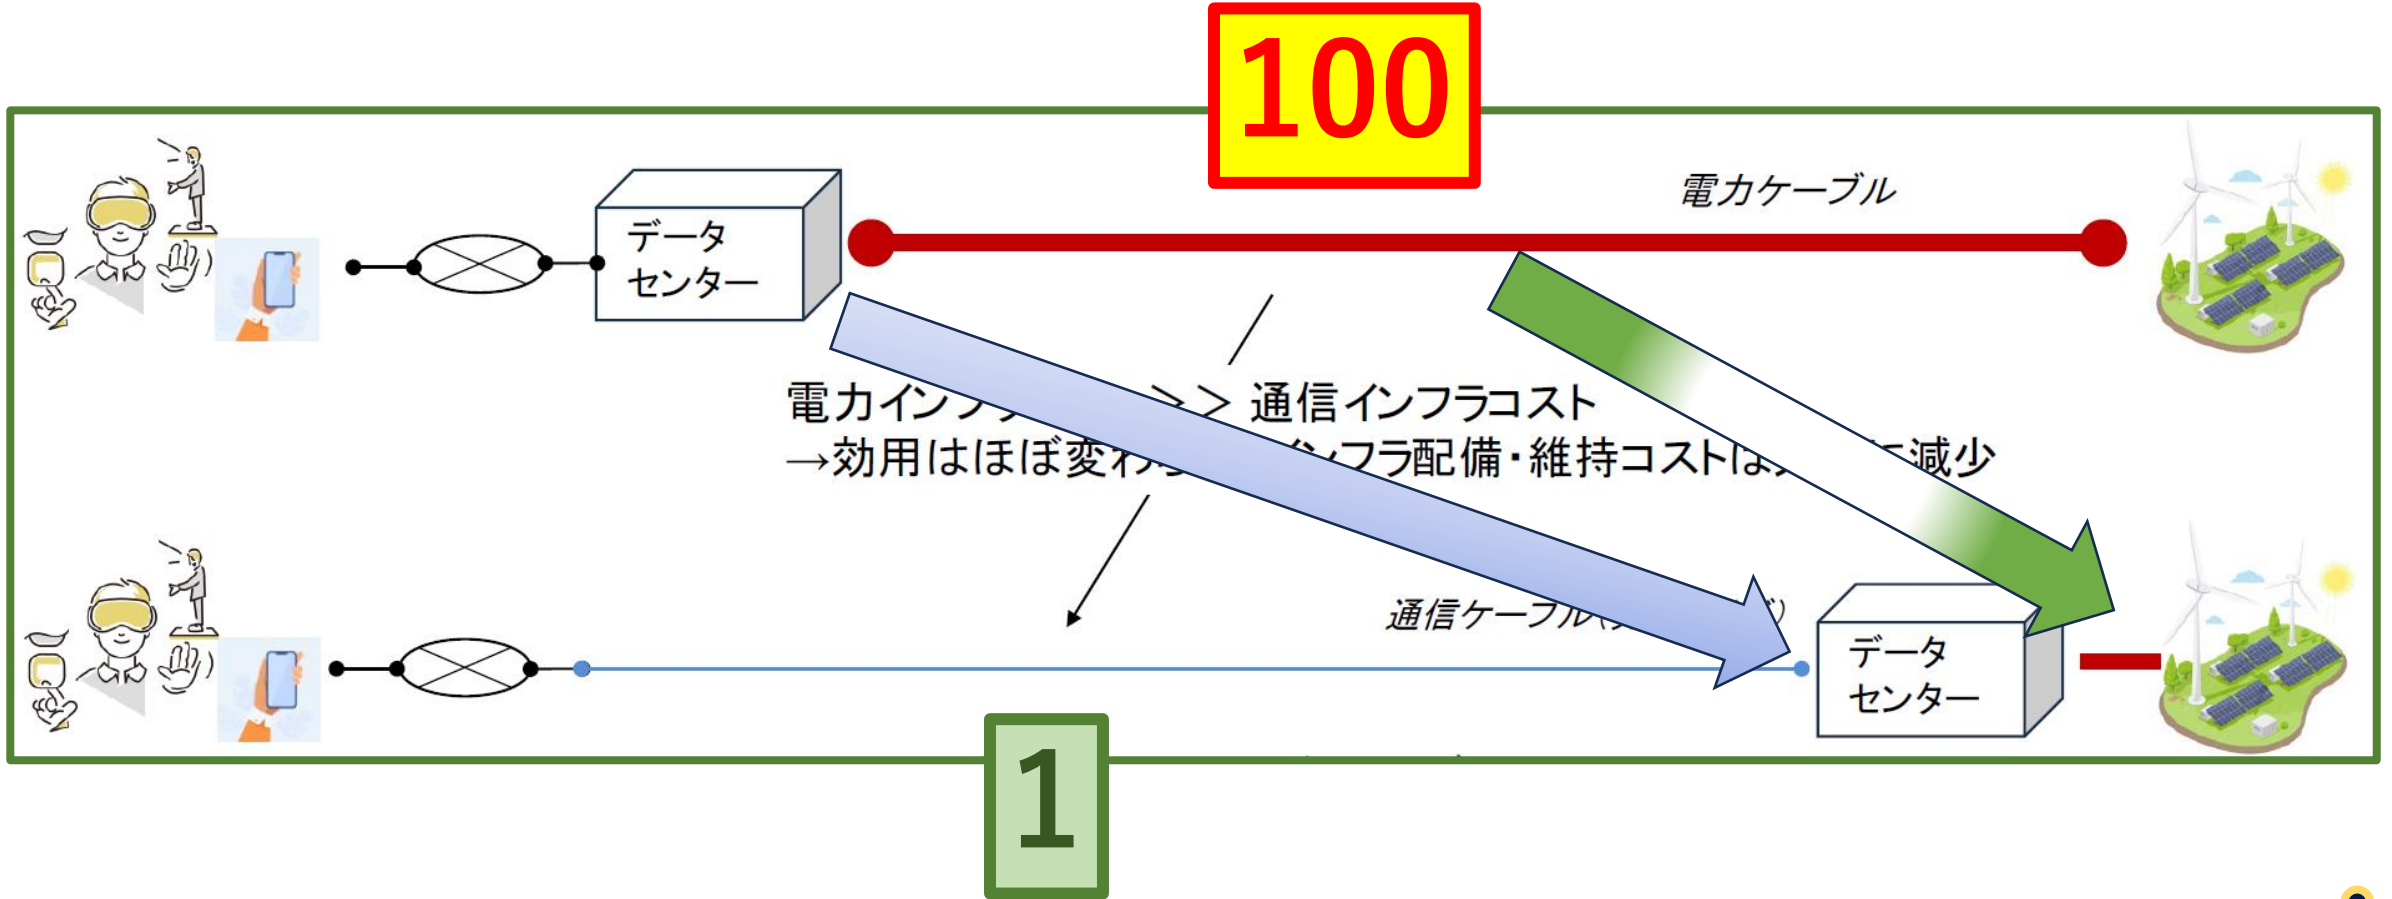 100
電力ケーブル
データ
センター
電力インフ >> 通信インフラコスト
→効用はほぼ変わ インフラ配備・維持コストは 減少
通信ケーブル(
データ
センター
1